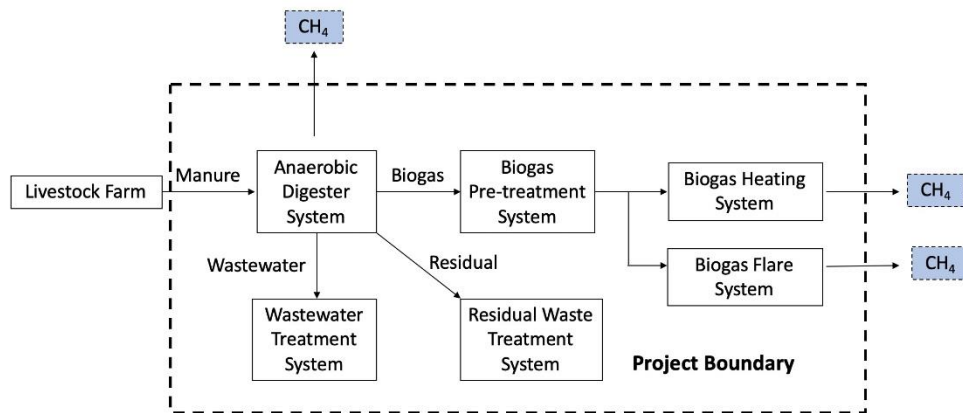 CH₄
Livestock Farm
Manure
Anaerobic
Digester
System
Biogas
Biogas
Pre-treatment
System
Biogas Heating
System
CH₄
Biogas Flare
System
CH₄
Wastewater
Residual
Wastewater
Treatment
System
Residual Waste
Treatment
System
Project Boundary